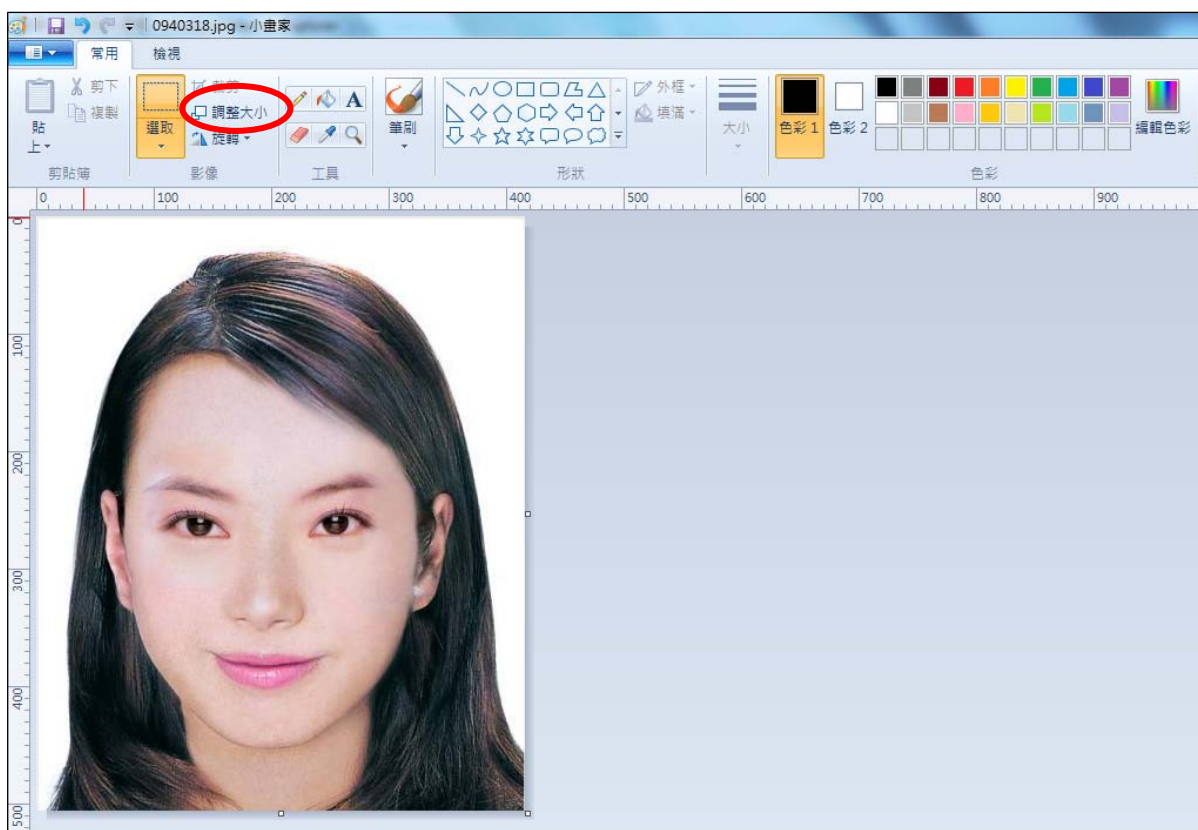 0940318.jpg - 小畫家
常用 檢視
剪下
複製
貼上
剪貼簿
選取
裁剪
調整大小
旋轉
影像
A
工具
筆刷
外框
填滿
形狀
大小
色彩 1
色彩 2
編輯色彩
色彩
0 100 200 300 400 500 600 700 800 900
0
100
200
300
400
500